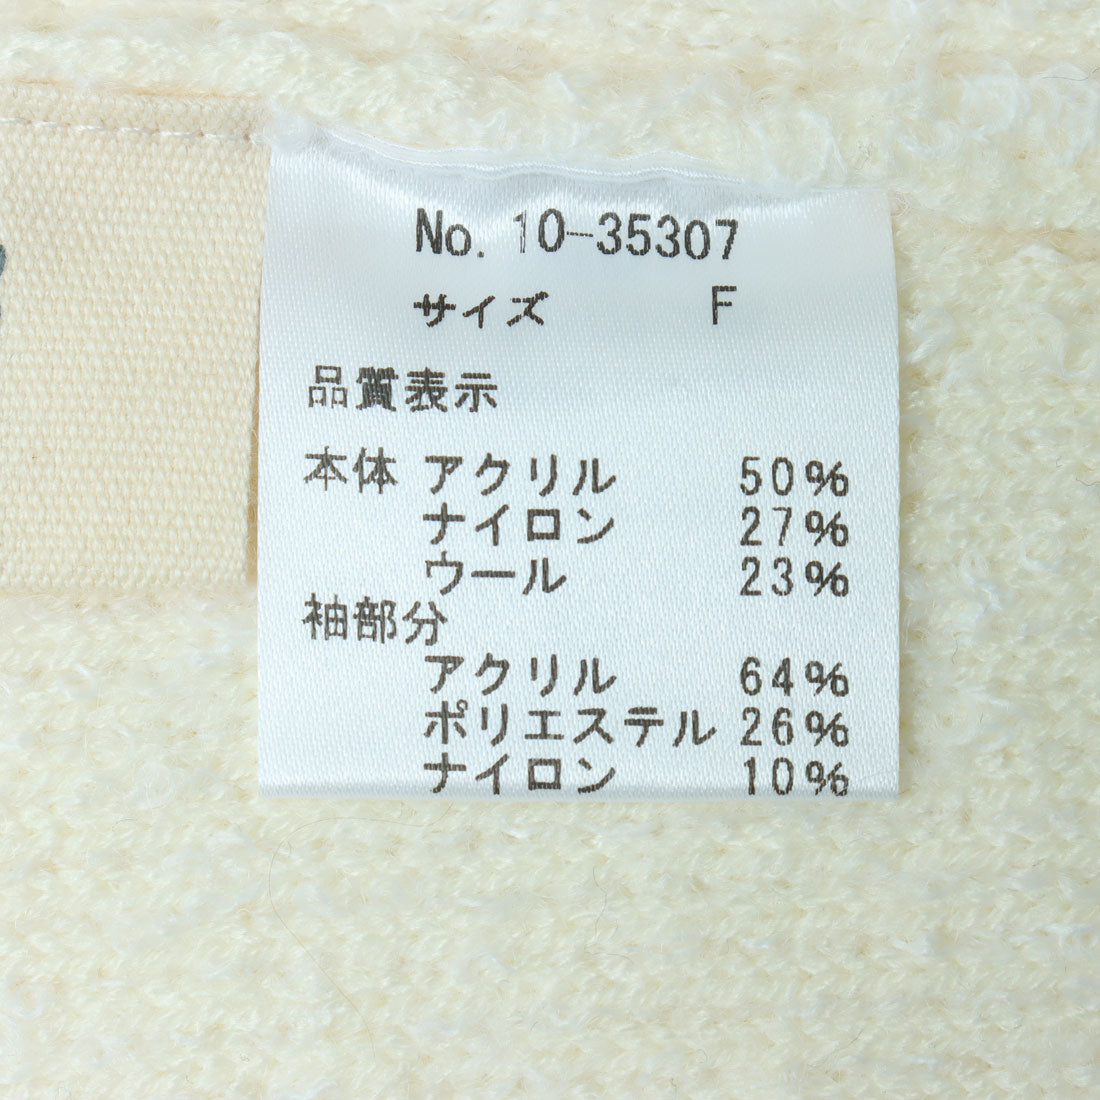 No. 10-35307
サイズ F
品質表示
本体 アクリル 50%
ナイロン 27%
ウール 23%
袖部分
アクリル 64%
ポリエステル 26%
ナイロン 10%